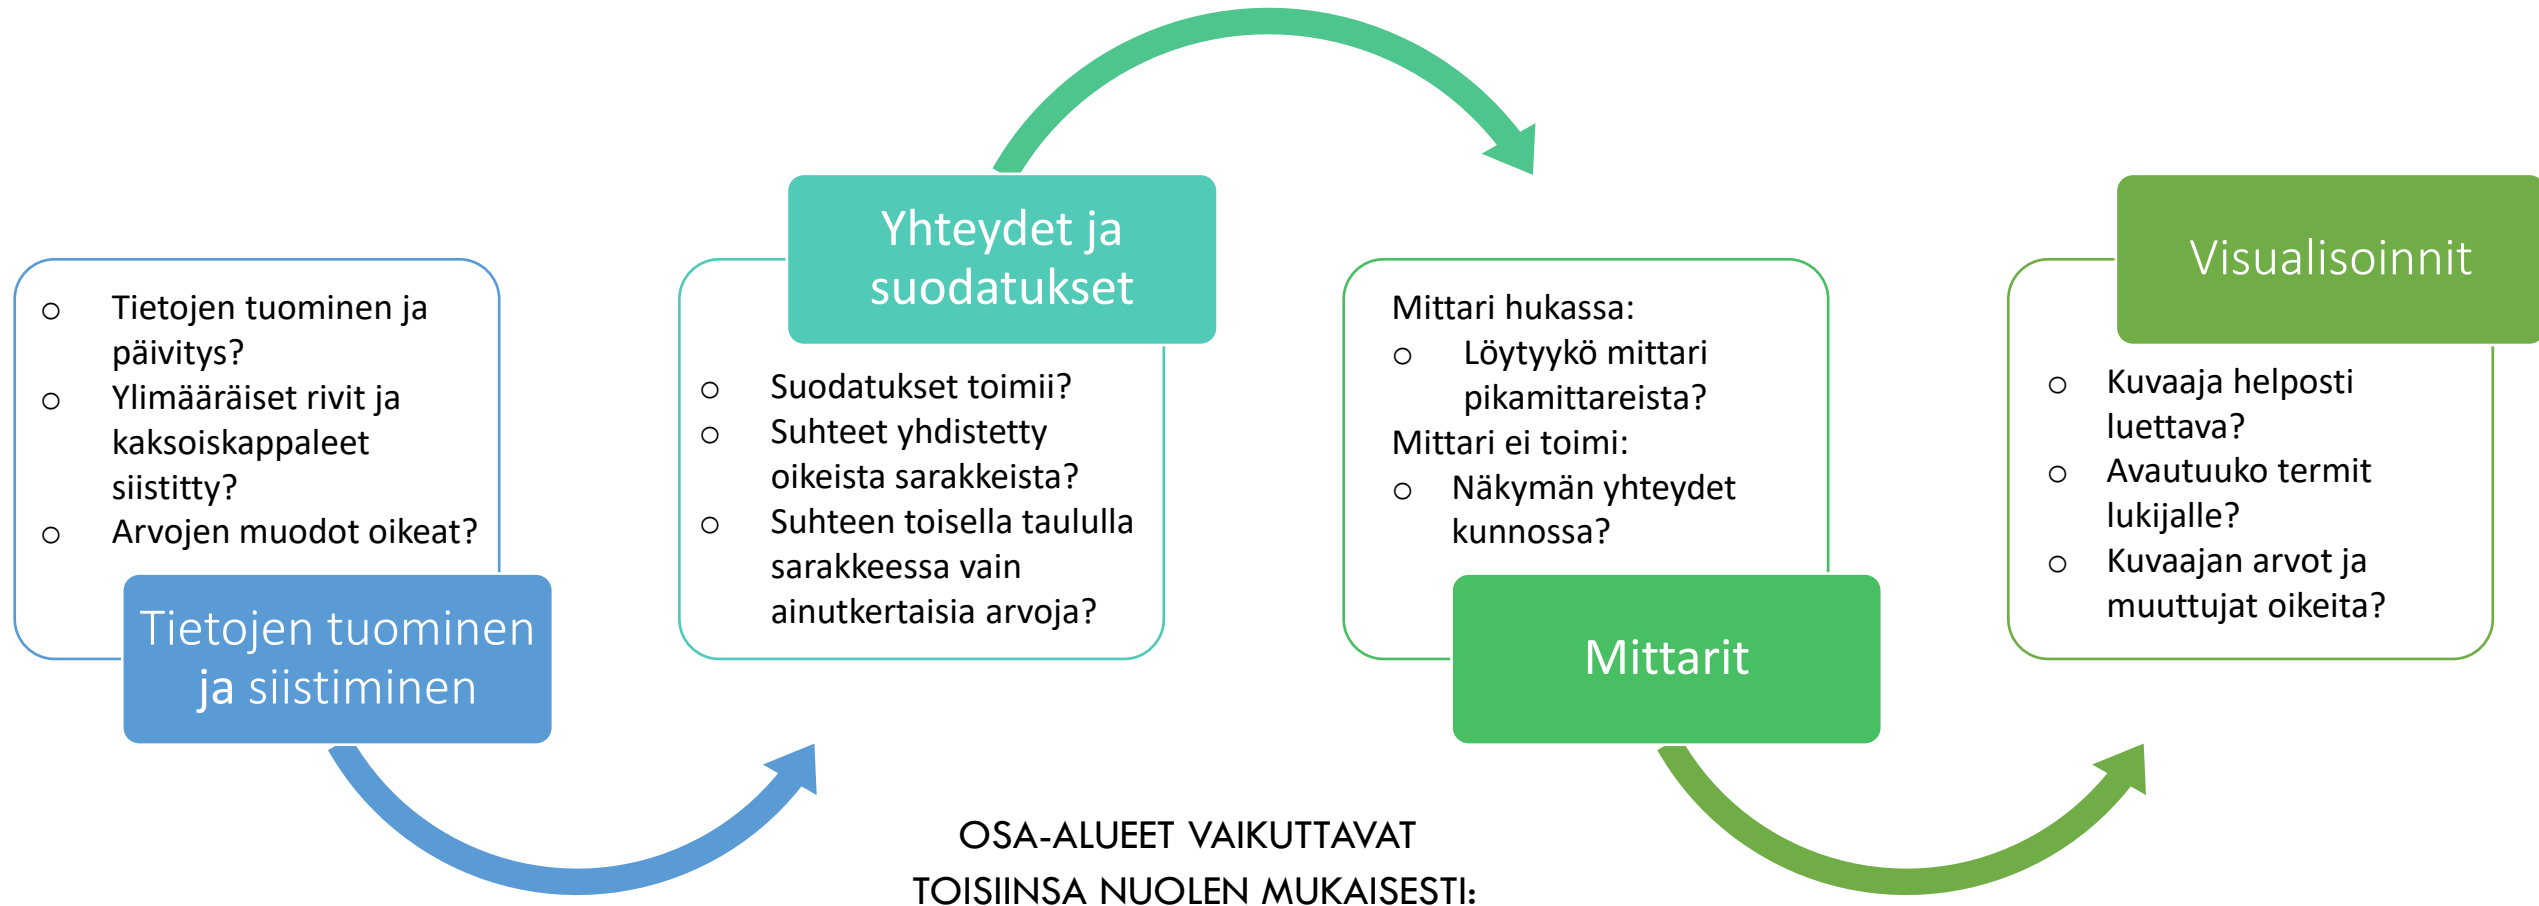 o Tietojen tuominen ja
päivitys?
o Ylimääräiset rivit ja
kaksoiskappaleet
siistitty?
o Arvojen muodot oikeat?
Tietojen tuominen
ja siistiminen
Yhteydet ja
suodatukset
o Suodatukset toimii?
o Suhteet yhdistetty
oikeista sarakkeista?
o Suhteen toisella taululla
sarakkeessa vain
ainutkertaisia arvoja?
Mittari hukassa:
o Löytyykö mittari
pikamittareista?
Mittari ei toimi:
o Näkymän yhteydet
kunnossa?
Mittarit
Visualisoinnit
o Kuvaaja helposti
luettava?
o Avautuuko termit
lukijalle?
o Kuvaajan arvot ja
muuttujat oikeita?
OSA-ALUEET VAIKUTTAVAT
TOISIINSA NUOLEN MUKAISESTI: